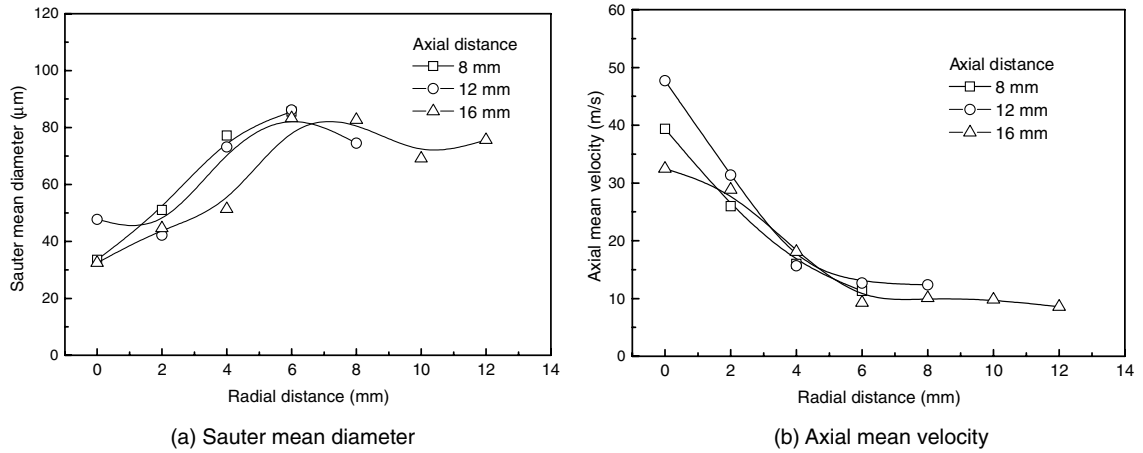 120
100
80
60
40
20
0
Sauter mean diameter (μm)
Axial distance
8 mm
12 mm
16 mm
0 2 4 6 8 10 12 14
Radial distance (mm)
(a) Sauter mean diameter
60
50
40
30
20
10
0
Axial mean velocity (m/s)
Axial distance
8 mm
12 mm
16 mm
0 2 4 6 8 10 12 14
Radial distance (mm)
(b) Axial mean velocity